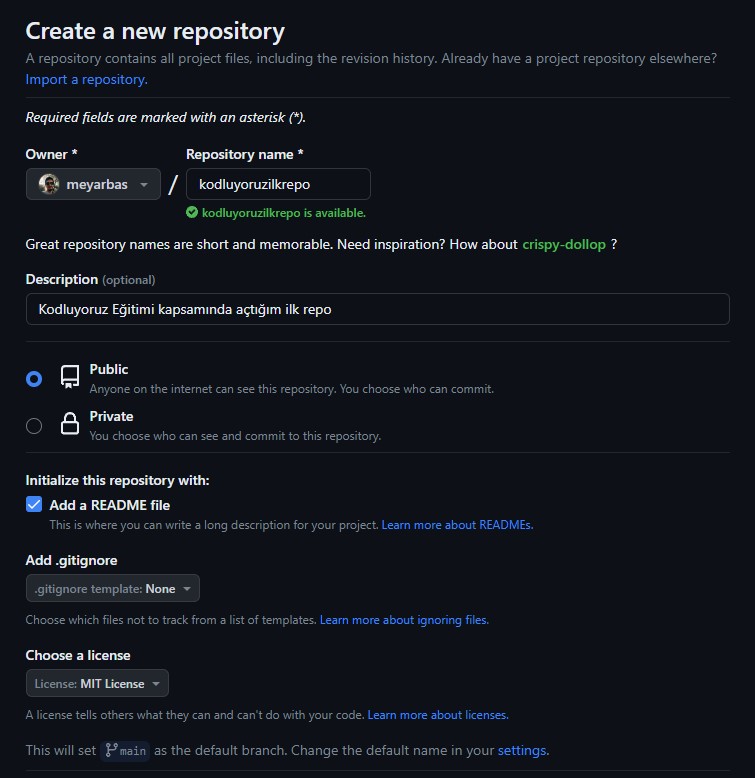 Create a new repository
A repository contains all project files, including the revision history. Already have a project repository elsewhere?
Import a repository.
Required fields are marked with an asterisk (*).
Owner * Repository name *
meyarbas / kodluyoruzilkrepo
kodluyoruzilkrepo is available.
Great repository names are short and memorable. Need inspiration? How about crispy-dollop ?
Description (optional)
Kodluyoruz Eğitimi kapsamında açtığım ilk repo
Public
Anyone on the internet can see this repository. You choose who can commit.
Private
You choose who can see and commit to this repository.
Initialize this repository with:
Add a README file
This is where you can write a long description for your project. Learn more about READMEs.
Add .gitignore
.gitignore template: None
Choose which files not to track from a list of templates. Learn more about ignoring files.
Choose a license
License: MIT License
A license tells others what they can and can't do with your code. Learn more about licenses.
This will set main as the default branch. Change the default name in your settings.